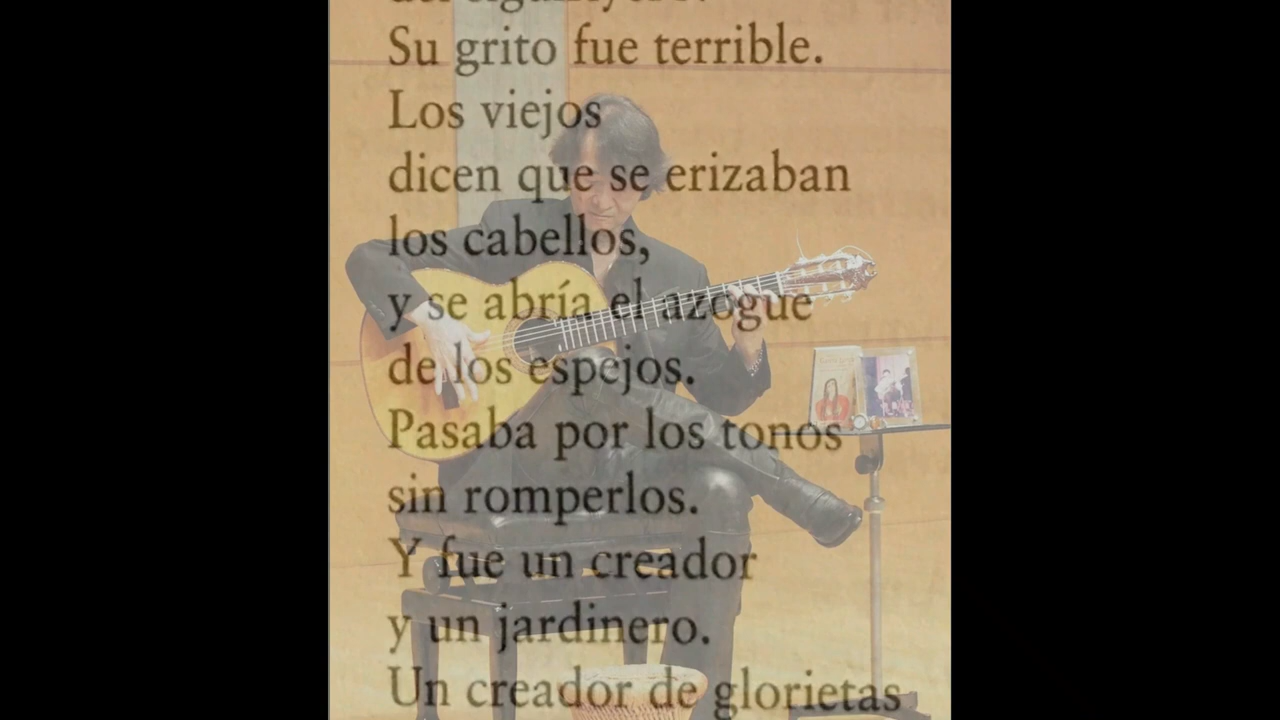 Su grito fue terrible.
Los viejos
dicen que se erizaban
los cabellos,
y se abría el azogue
de los espejos.
Pasaba por los tonos
sin romperlos.
Y fue un creador
y un jardinero.
Un creador de glorietas